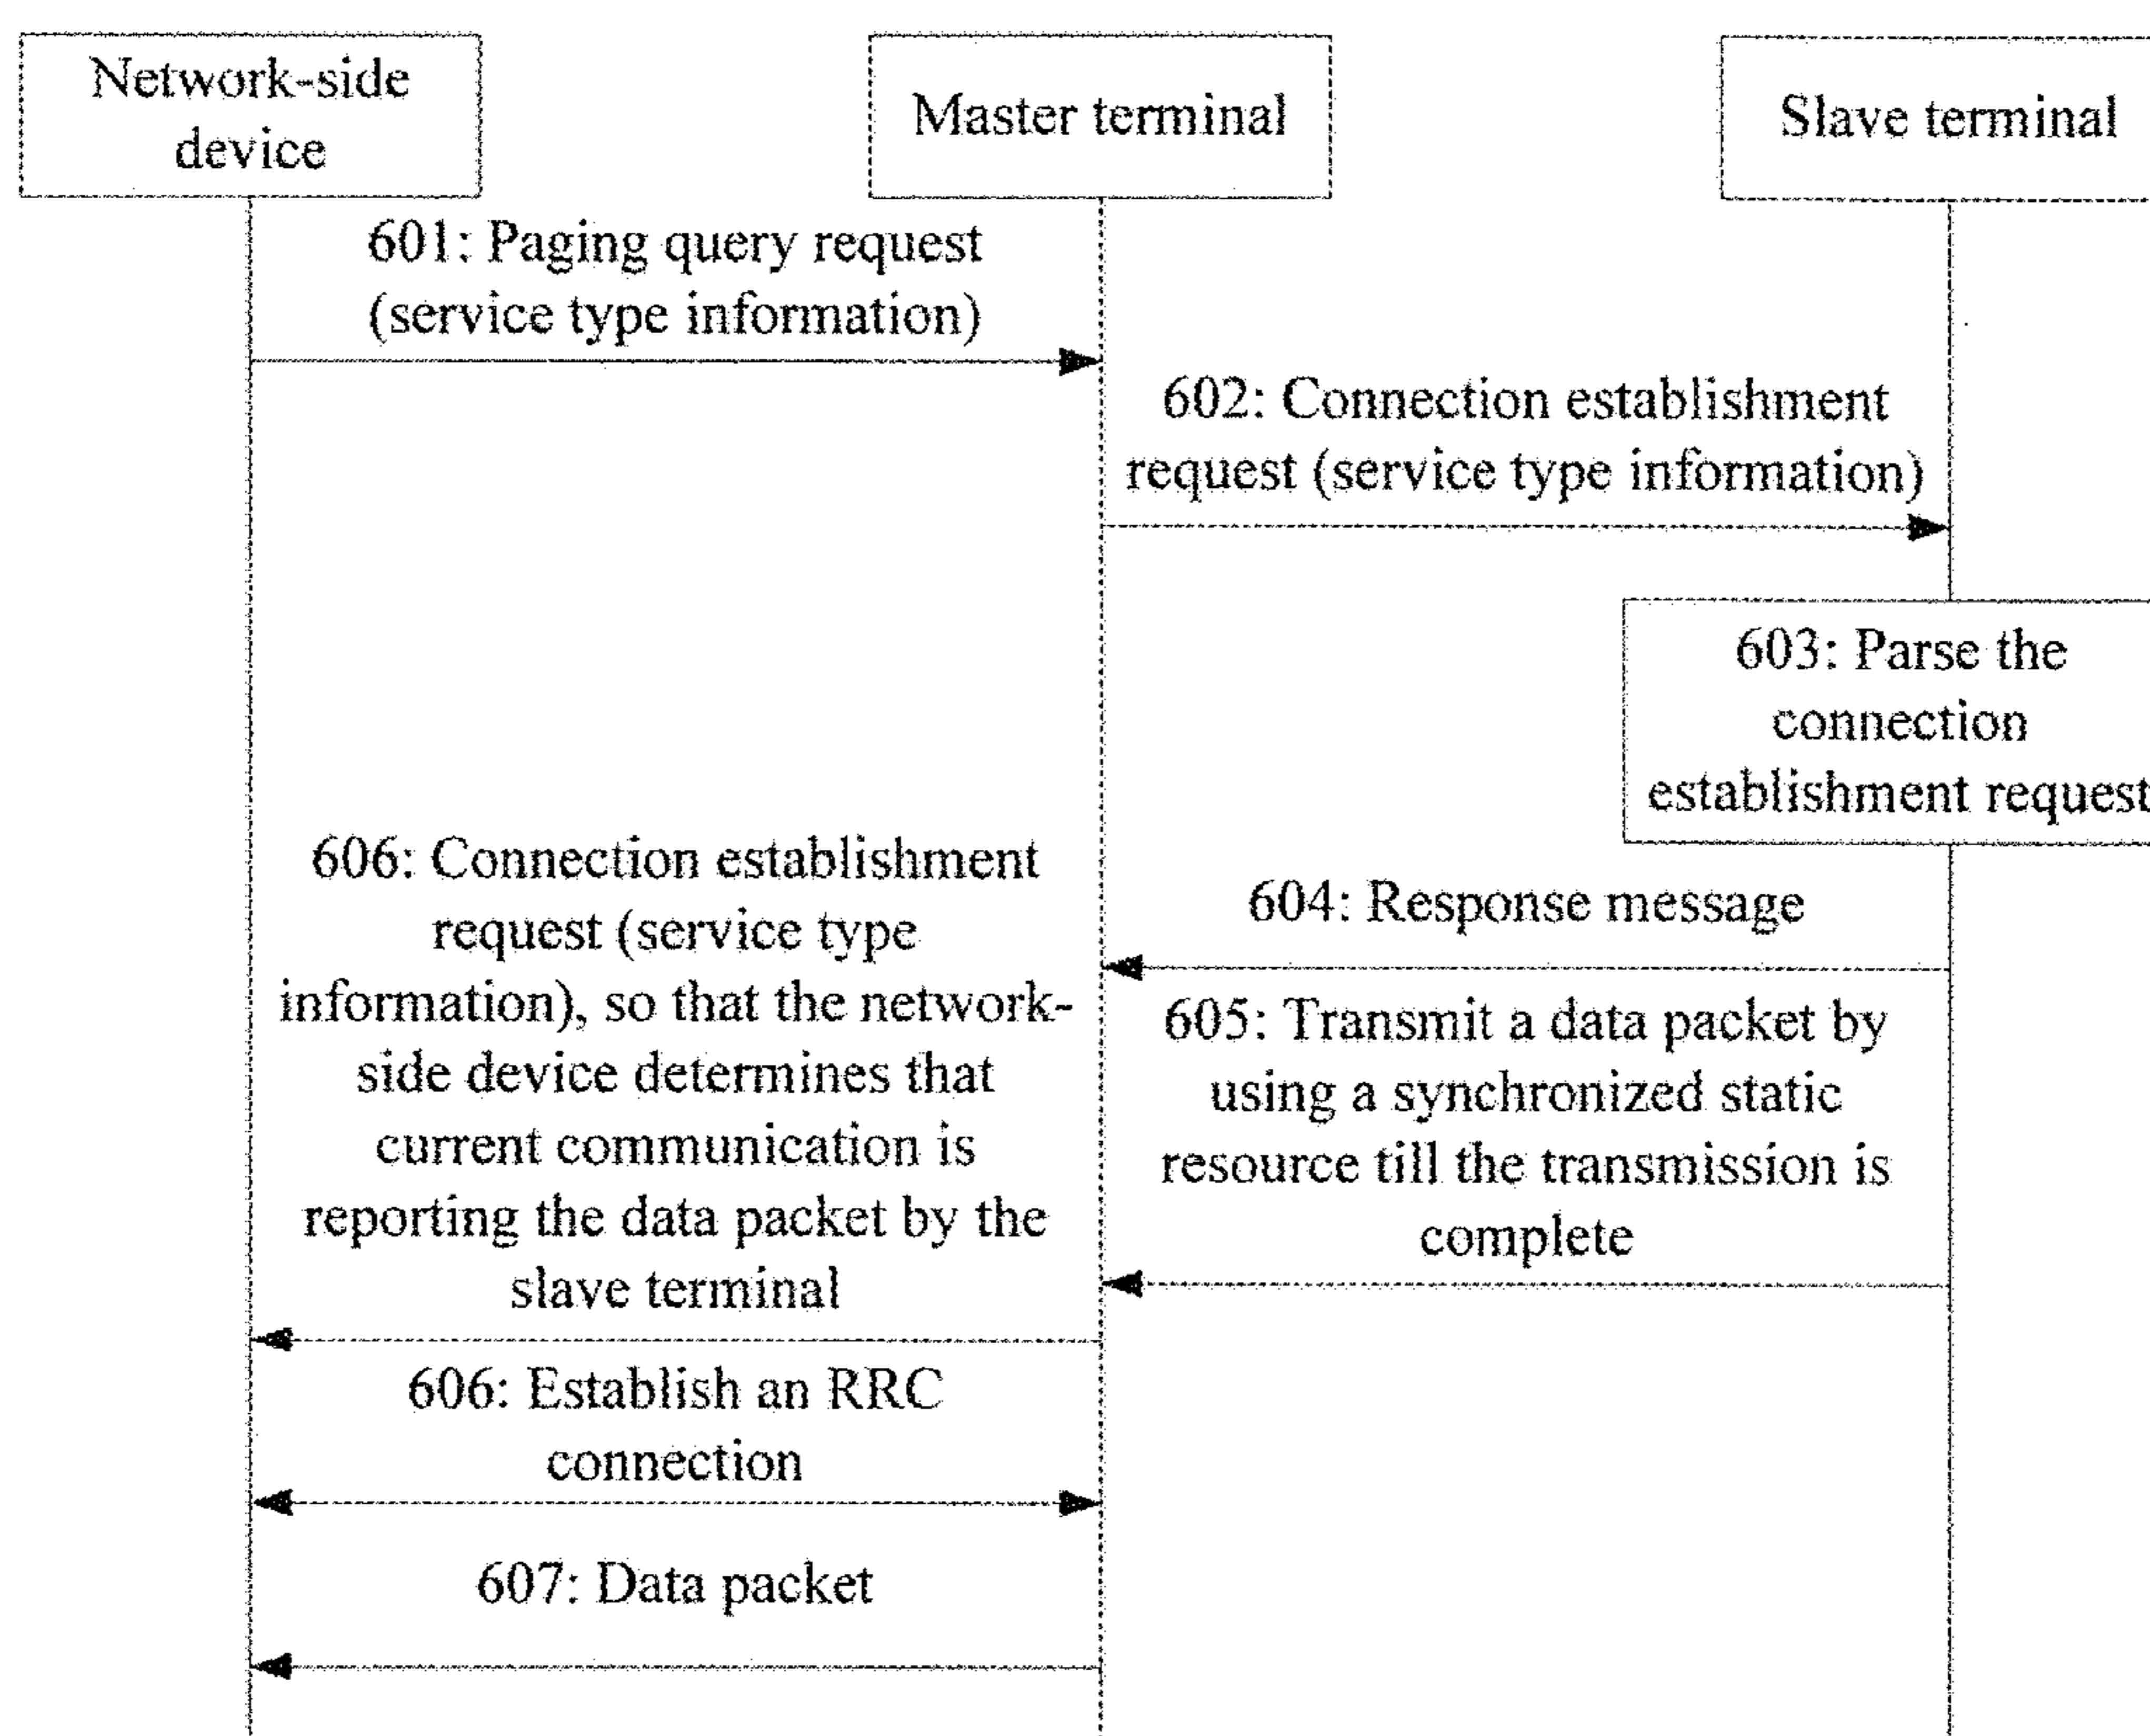 Network-side
device
Master terminal
Slave terminal
601: Paging query request
(service type information)
602: Connection establishment
request (service type information)
603: Parse the
connection
establishment request
604: Response message
605: Transmit a data packet by
using a synchronized static
resource till the transmission is
complete
606: Connection establishment
request (service type
information), so that the network-
side device determines that
current communication is
reporting the data packet by the
slave terminal
606: Establish an RRC
connection
607: Data packet